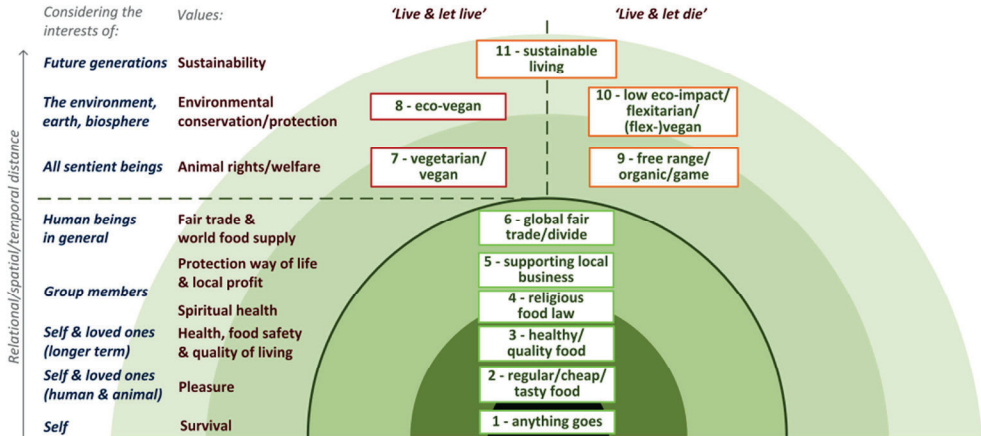 Considering the
interests of:
Values:
'Live & let live'
'Live & let die'
Relational/spatial/temporal distance
Future generations
Sustainability
11 - sustainable
living
The environment,
earth, biosphere
Environmental
conservation/protection
8 - eco-vegan
10 - low eco-impact/
flexitarian/
(flex-)vegan
All sentient beings
Animal rights/welfare
7 - vegetarian/
vegan
9 - free range/
organic/game
Human beings
in general
Fair trade &
world food supply
6 - global fair
trade/divide
Group members
Protection way of life
& local profit
5 - supporting local
business
Spiritual health
4 - religious
food law
Self & loved ones
(longer term)
Health, food safety
& quality of living
3 - healthy/
quality food
Self & loved ones
(human & animal)
Pleasure
2 - regular/cheap/
tasty food
Self
Survival
1 - anything goes